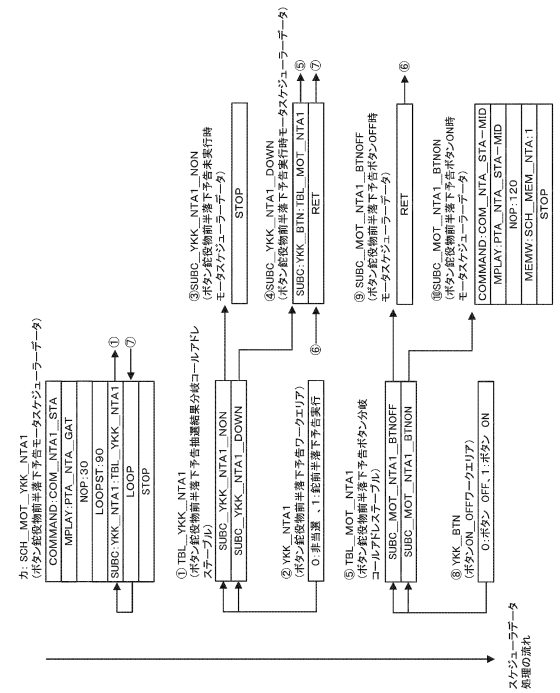 カ: SCH_MOT_YKK_NTA1
(ボタン鉈役物前半落下予告モータスケジューラーデータ)
COMMAND:COM_NTA1_STA
MPLAY:PTA_NTA_GAT
NOP:30
LOOPST:90
SUBC:YKK_NTA1:TBL_YKK_NTA1
①
LOOP
⑦
STOP
① TBL_YKK_NTA1
(ボタン鉈役物前半落下予告抽選結果分岐コールアドレ
ステーブル)
SUBC_YKK_NTA1_NON
SUBC_YKK_NTA1_DOWN
② YKK_NTA1
(ボタン鉈役物前半落下予告ワークエリア)
0:非当選 、1:鉈前半落下予告実行
③SUBC_YKK_NTA1_NON
(ボタン鉈役物前半落下予告未実行時
モータスケジューラーデータ)
STOP
④SUBC_YKK_NTA1_DOWN
(ボタン鉈役物前半落下予告実行時モータスケジューラーデータ)
SUBC:YKK_BTN:TBL_MOT_NTA1
⑤
⑥
RET
⑦
⑤ TBL_MOT_NTA1
(ボタン鉈役物前半落下予告ボタン分岐
コールアドレステーブル)
SUBC_MOT_NTA1_BTNOFF
SUBC_MOT_NTA1_BTNON
⑧ YKK_BTN
(ボタンON_OFFワークエリア)
0:ボタン OFF、1:ボタン ON
⑨ SUBC_MOT_NTA1_BTNOFF
(ボタン鉈役物前半落下予告ボタンOFF時
モータスケジューラーデータ)
RET
⑥
⑩SUBC_MOT_NTA1_BTNON
(ボタン鉈役物前半落下予告ボタンON時
モータスケジューラーデータ)
COMMAND:COM_NTA_STA-MID
MPLAY:PTA_NTA_STA-MID
NOP:120
MEMW:SCH_MEM_NTA:1
STOP
スケジューラデータ
処理の流れ